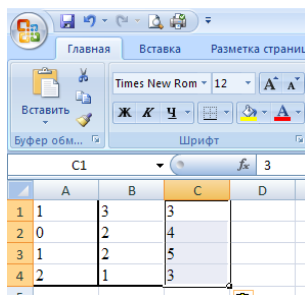 Главная Вставка Разметка страниц
Вставить
Times New Rom 12 A A
Ж К Ч А
Буфер обм... Шрифт
C1 fx 3
A B C D
1 1 3 3
2 0 2 4
3 1 2 5
4 2 1 3